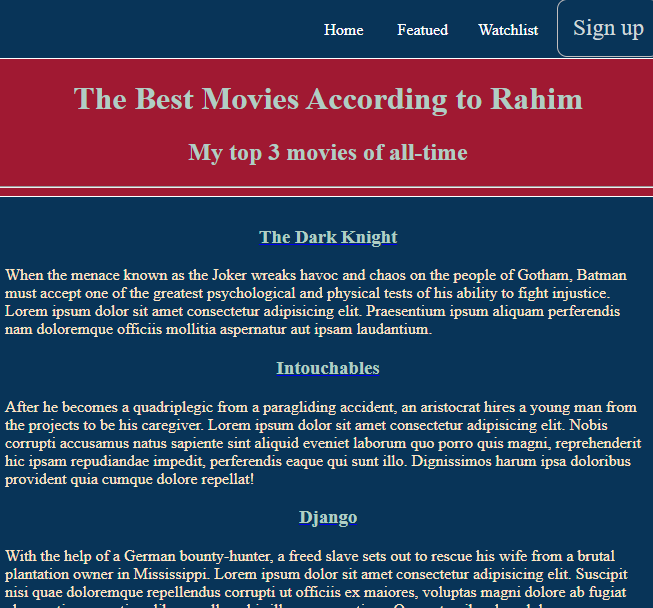 Home Featued Watchlist Sign up
The Best Movies According to Rahim
My top 3 movies of all-time
The Dark Knight
When the menace known as the Joker wreaks havoc and chaos on the people of Gotham, Batman
must accept one of the greatest psychological and physical tests of his ability to fight injustice.
Lorem ipsum dolor sit amet consectetur adipisicing elit. Praesentium ipsum aliquam perferendis
nam doloremque officiis mollitia aspernatur aut ipsam laudantium.
Intouchables
After he becomes a quadriplegic from a paragliding accident, an aristocrat hires a young man from
the projects to be his caregiver. Lorem ipsum dolor sit amet consectetur adipisicing elit. Nobis
corrupti accusamus natus sapiente sint aliquid eveniet laborum quo porro quis magni, reprehenderit
hic ipsam repudiandae impedit, perferendis eaque qui sunt illo. Dignissimos harum ipsa doloribus
provident quia cumque dolore repellat!
Django
With the help of a German bounty-hunter, a freed slave sets out to rescue his wife from a brutal
plantation owner in Mississippi. Lorem ipsum dolor sit amet consectetur adipisicing elit. Suscipit
nisi quae doloremque repellendus corrupti ut officiis ex maiores, voluptas magni dolore ab fugiat